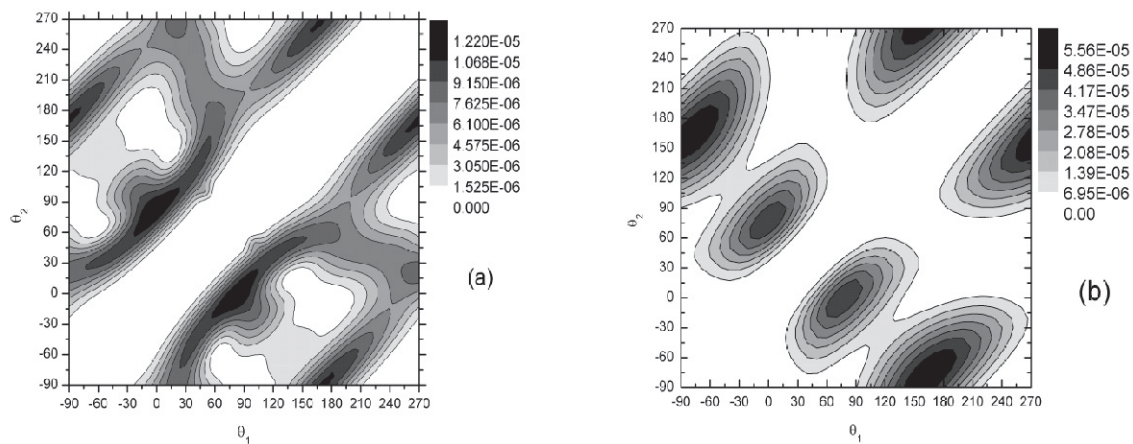 270
240
210
180
150
120
90
60
30
0
-30
-60
-90
θ2
-90 -60 -30 0 30 60 90 120 150 180 210 240 270
θ1
1.220E-05
1.068E-05
9.150E-06
7.625E-06
6.100E-06
4.575E-06
3.050E-06
1.525E-06
0.000
(a)
270
240
210
180
150
120
90
60
30
0
-30
-60
-90
θ2
-90 -60 -30 0 30 60 90 120 150 180 210 240 270
θ1
5.56E-05
4.86E-05
4.17E-05
3.47E-05
2.78E-05
2.08E-05
1.39E-05
6.95E-06
0.00
(b)